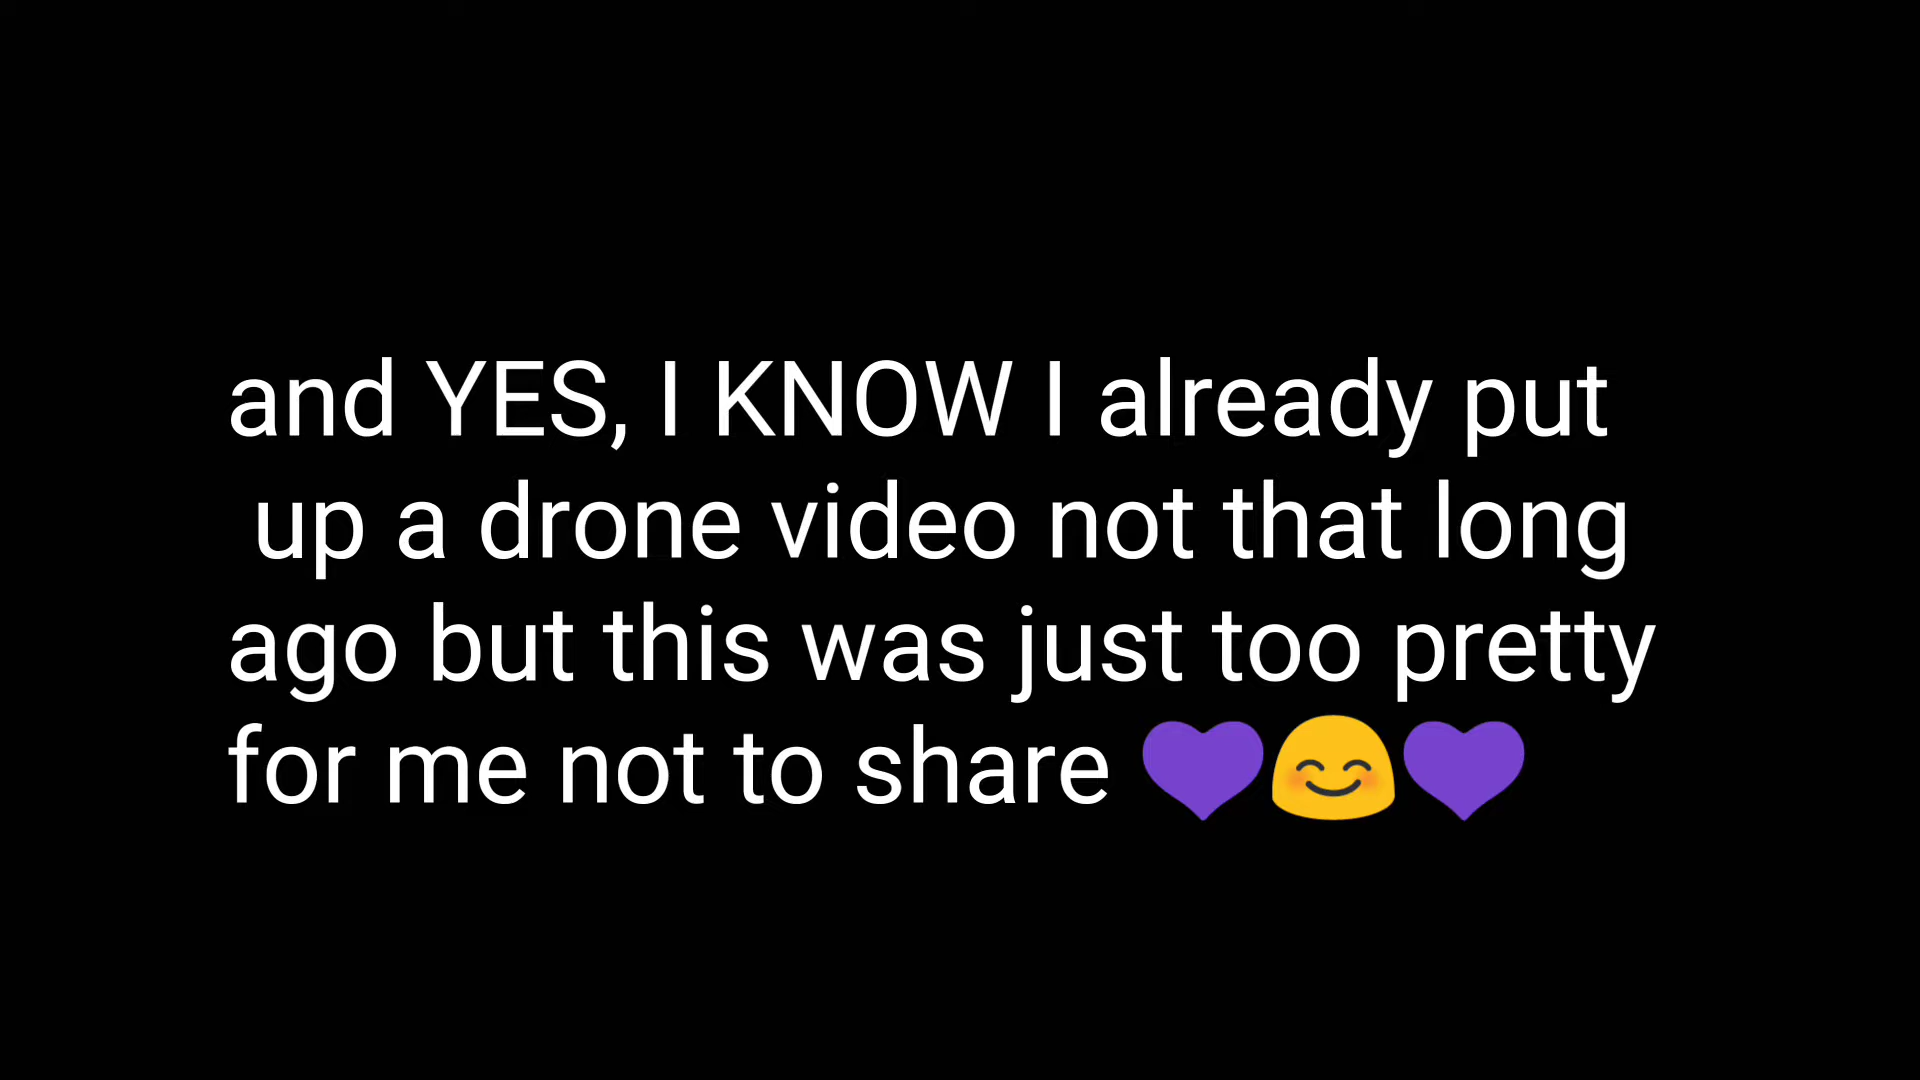 and YES, I KNOW I already put
up a drone video not that long
ago but this was just too pretty
for me not to share 💜😊💜